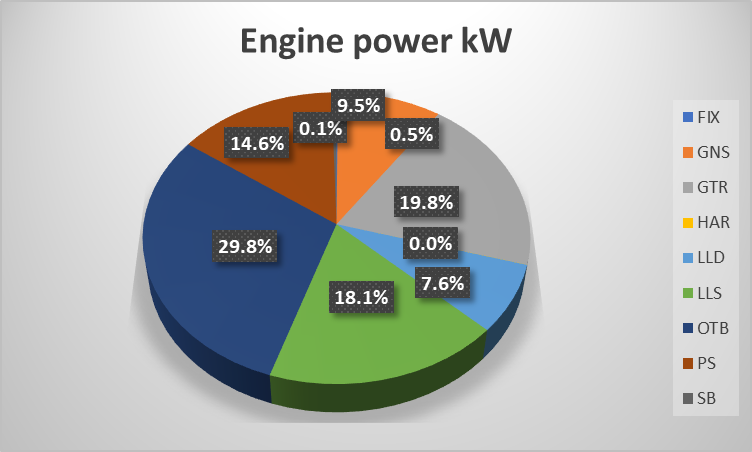 Engine power kW
9.5%
0.1%
0.5%
14.6%
19.8%
0.0%
29.8%
7.6%
18.1%
FIX
GNS
GTR
HAR
LLD
LLS
OTB
PS
SB